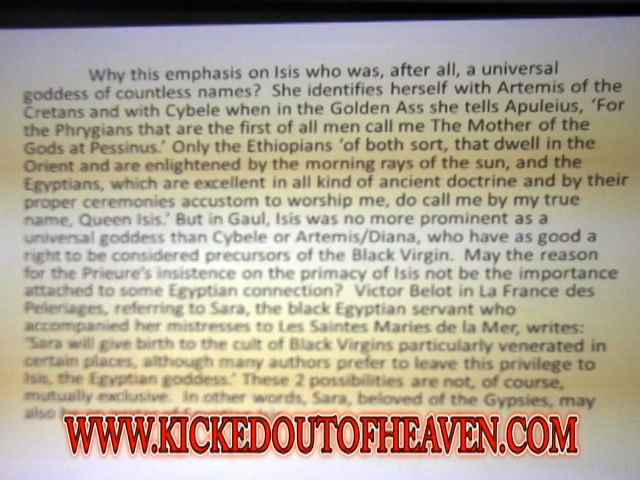 Why this emphasis on Isis who was, after all, a universal
goddess of countless names? She identifies herself with Artemis of the
Cretans and with Cybele when in the Golden Ass she tells Apuleius, ‘For
the Phrygians that are the first of all men call me The Mother of the
Gods at Pessinus.’ Only the Ethiopians ‘of both sort, that dwell in the
Orient and are enlightened by the morning rays of the sun, and the
Egyptians, which are excellent in all kind of ancient doctrine and by their
proper ceremonies accustom to worship me, do call me by my true
name, Queen Isis.’ But in Gaul, Isis was no more prominent as a
universal goddess than Cybele or Artemis/Diana, who have as good a
right to be considered precursors of the Black Virgin. May the reason
for the Prieure's insistence on the primacy of Isis not be the importance
attached to some Egyptian connection? Victor Belot in La France des
Peleriages, referring to Sara, the black Egyptian servant who
accompanied her mistresses to Les Saintes Maries de la Mer, writes:
‘Sara will give birth to the cult of Black Virgins particularly venerated in
certain places, although many authors prefer to leave this privilege to
Isis, the Egyptian goddess.’ These 2 possibilities are not, of course,
mutually exclusive. In other words, Sara, beloved of the Gypsies, may
also
WWW.KICKEDOUTOFHEAVEN.COM